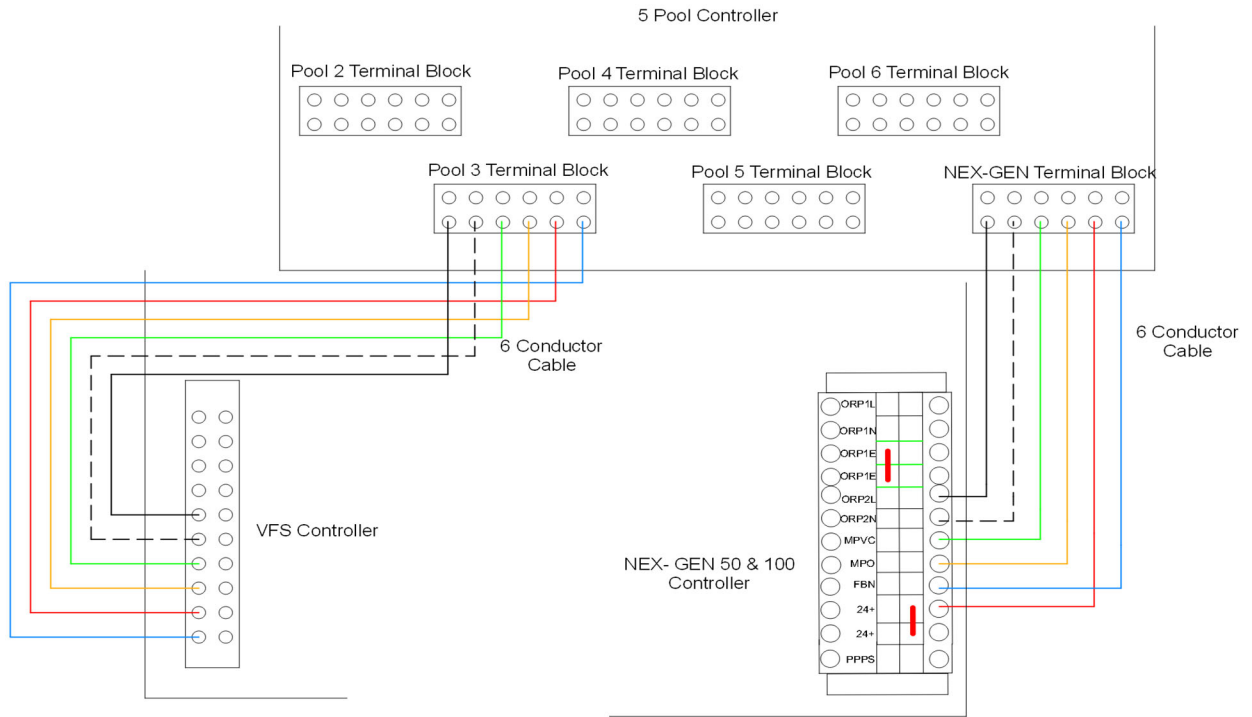 5 Pool Controller
Pool 2 Terminal Block
Pool 4 Terminal Block
Pool 6 Terminal Block
Pool 3 Terminal Block
Pool 5 Terminal Block
NEX-GEN Terminal Block
6 Conductor
Cable
6 Conductor
Cable
VFS Controller
NEX- GEN 50 & 100
Controller
ORP1L
ORP1N
ORP1E
ORP1E
ORP2L
ORP2N
MPVC
MPO
FBN
24+
24+
PPPS